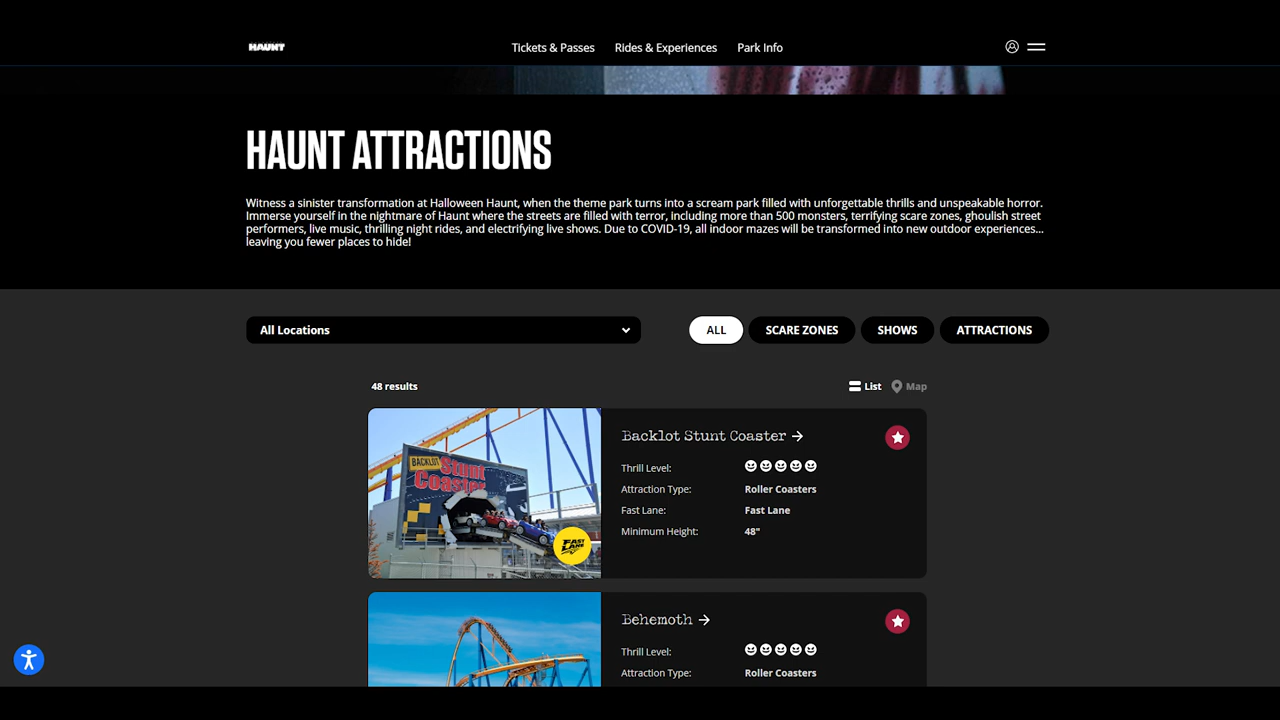 HAUNT
Tickets & Passes
Rides & Experiences
Park Info
HAUNT ATTRACTIONS
Witness a sinister transformation at Halloween Haunt, when the theme park turns into a scream park filled with unforgettable thrills and unspeakable horror.
Immerse yourself in the nightmare of Haunt where the streets are filled with terror, including more than 500 monsters, terrifying scare zones, ghoulish street
performers, live music, thrilling night rides, and electrifying live shows. Due to COVID-19, all indoor mazes will be transformed into new outdoor experiences...
leaving you fewer places to hide!
All Locations
ALL
SCARE ZONES
SHOWS
ATTRACTIONS
48 results
List
Map
BACKLOT
Stunt
Coaster
FAST
LANE
Backlot Stunt Coaster →
Thrill Level:
Attraction Type: Roller Coasters
Fast Lane: Fast Lane
Minimum Height: 48"
Behemoth →
Thrill Level:
Attraction Type: Roller Coasters